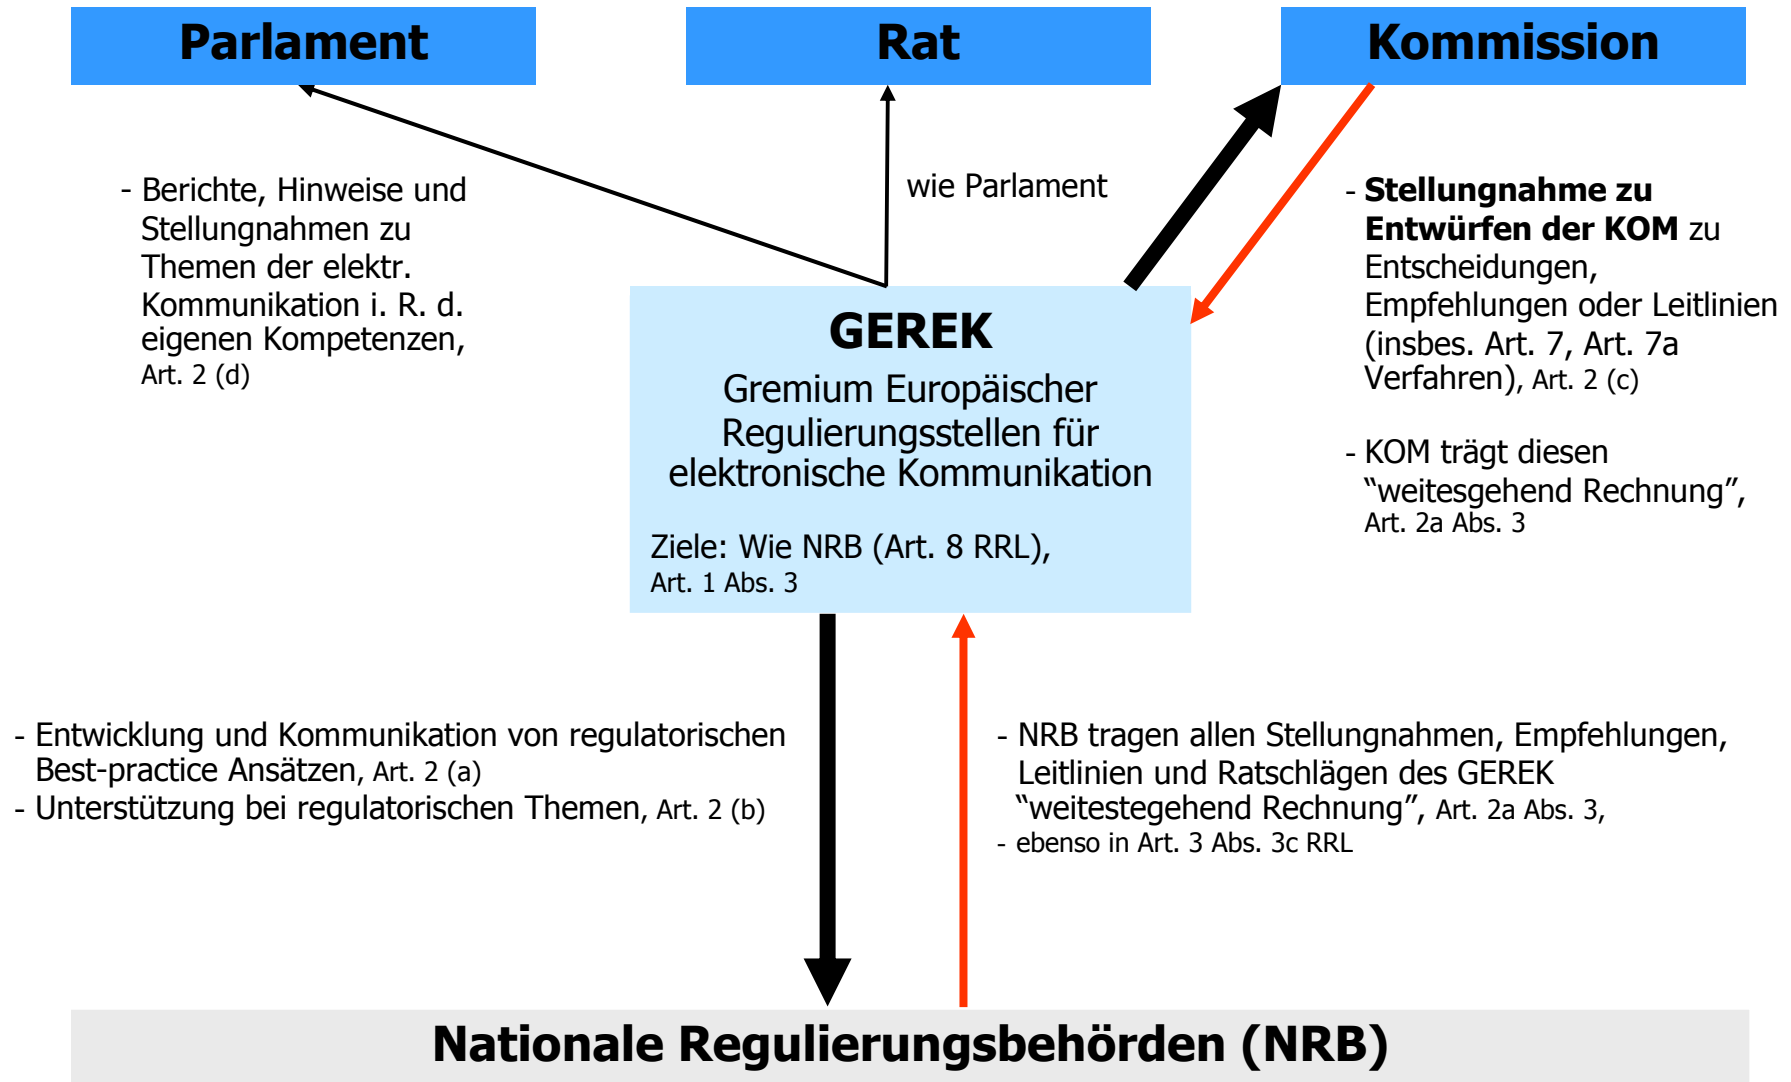 Parlament
Rat
Kommission
- Berichte, Hinweise und
Stellungnahmen zu
Themen der elektr.
Kommunikation i. R. d.
eigenen Kompetenzen,
Art. 2 (d)
wie Parlament
- Stellungnahme zu
Entwürfen der KOM zu
Entscheidungen,
Empfehlungen oder Leitlinien
(insbes. Art. 7, Art. 7a
Verfahren), Art. 2 (c)
- KOM trägt diesen
“weitesgehend Rechnung”,
Art. 2a Abs. 3
GEREK
Gremium Europäischer
Regulierungsstellen für
elektronische Kommunikation
Ziele: Wie NRB (Art. 8 RRL),
Art. 1 Abs. 3
- Entwicklung und Kommunikation von regulatorischen
Best-practice Ansätzen, Art. 2 (a)
- Unterstützung bei regulatorischen Themen, Art. 2 (b)
- NRB tragen allen Stellungnahmen, Empfehlungen,
Leitlinien und Ratschlägen des GEREK
“weitestegehend Rechnung”, Art. 2a Abs. 3,
- ebenso in Art. 3 Abs. 3c RRL
Nationale Regulierungsbehörden (NRB)